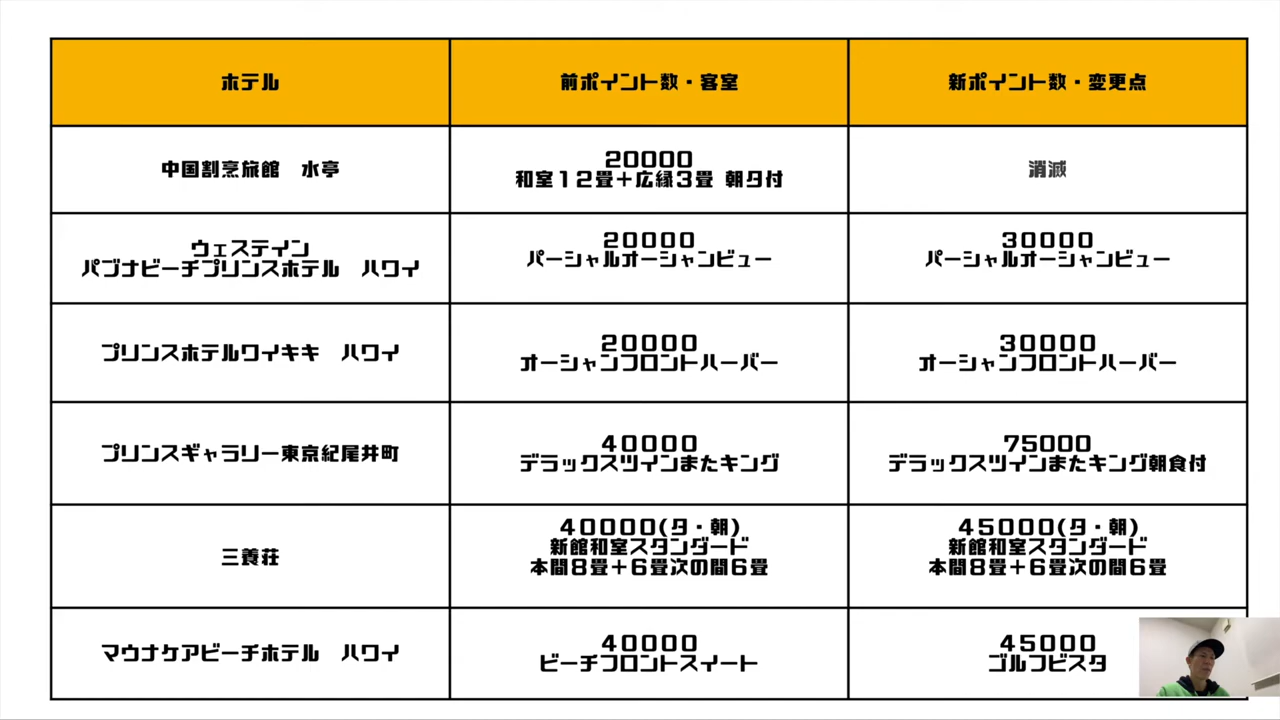 ホテル
前ポイント数・客室
新ポイント数・変更点
中国割烹旅館　水亭
20000
和室12畳+広縁3畳 朝夕付
消滅
ウェステイン
パブナビーチプリンスホテル　ハワイ
20000
パーシャルオーシャンビュー
30000
パーシャルオーシャンビュー
プリンスホテルワイキキ　ハワイ
20000
オーシャンフロントハーバー
30000
オーシャンフロントハーバー
プリンスギャラリー東京紀尾井町
40000
デラックスツインまたキング
75000
デラックスツインまたキング朝食付
三養荘
40000(夕・朝)
新館和室スタンダード
本間8畳+6畳次の間6畳
45000(夕・朝)
新館和室スタンダード
本間8畳+6畳次の間6畳
マウナケアビーチホテル　ハワイ
40000
ビーチフロントスイート
45000
ゴルフビスタ